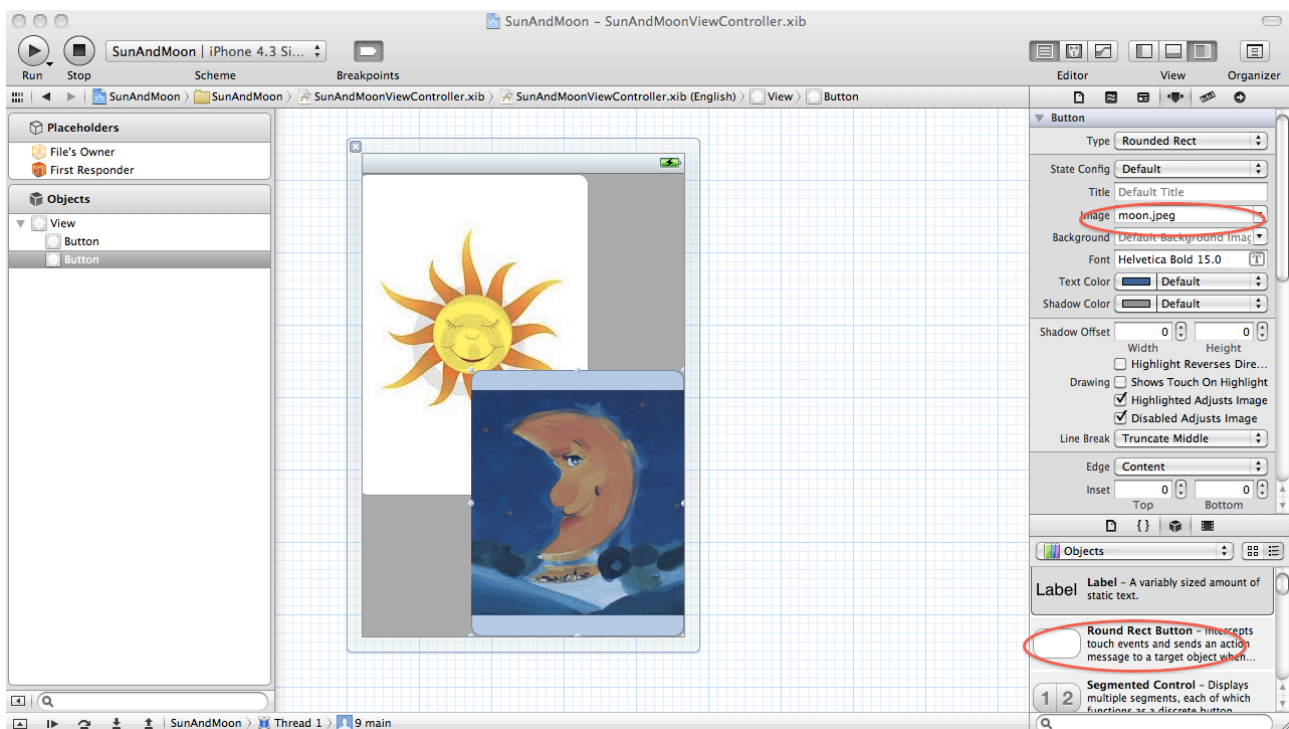 SunAndMoon – SunAndMoonViewController.xib
SunAndMoon | iPhone 4.3 Si...
Run Stop Scheme Breakpoints Editor View Organizer
SunAndMoon SunAndMoon SunAndMoonViewController.xib SunAndMoonViewController.xib (English) View Button
Placeholders
File's Owner
First Responder
Objects
View
Button
Button
Button
Type Rounded Rect
State Config Default
Title Default Title
Image moon.jpeg
Background Default Background Imag
Font Helvetica Bold 15.0 T
Text Color Default
Shadow Color Default
Shadow Offset 0 0
Width Height
Highlight Reverses Dire...
Drawing Shows Touch On Highlight
Highlighted Adjusts Image
Disabled Adjusts Image
Line Break Truncate Middle
Edge Content
Inset 0 0
Top Bottom
{}
Objects
Label Label – A variably sized amount of
static text.
Round Rect Button – Intercepts
touch events and sends an action
message to a target object when...
1 2 Segmented Control – Displays
multiple segments, each of which
functions as a discrete button
SunAndMoon Thread 1 9 main